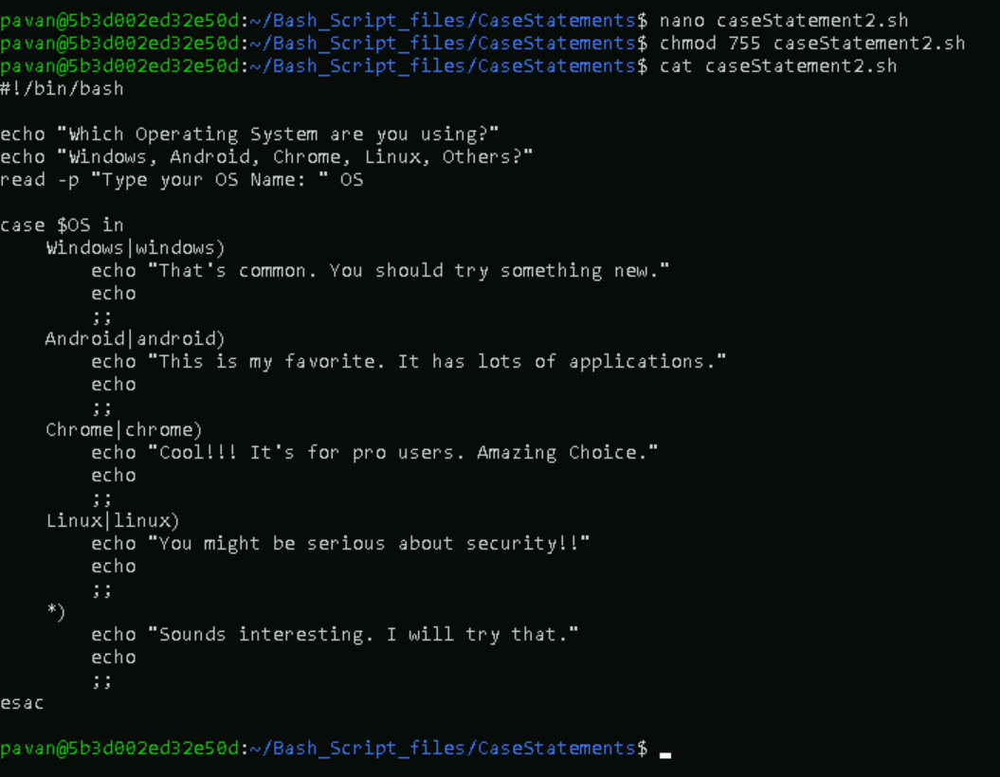 pavan@5b3d002ed32e50d:~/Bash_Script_files/CaseStatements$ nano caseStatement2.sh
pavan@5b3d002ed32e50d:~/Bash_Script_files/CaseStatements$ chmod 755 caseStatement2.sh
pavan@5b3d002ed32e50d:~/Bash_Script_files/CaseStatements$ cat caseStatement2.sh
#!/bin/bash

echo "Which Operating System are you using?"
echo "Windows, Android, Chrome, Linux, Others?"
read -p "Type your OS Name: " OS

case $OS in
    Windows|windows)
        echo "That's common. You should try something new."
        echo
        ;;
    Android|android)
        echo "This is my favorite. It has lots of applications."
        echo
        ;;
    Chrome|chrome)
        echo "Cool!!! It's for pro users. Amazing Choice."
        echo
        ;;
    Linux|linux)
        echo "You might be serious about security!!"
        echo
        ;;
    *)
        echo "Sounds interesting. I will try that."
        echo
        ;;
esac

pavan@5b3d002ed32e50d:~/Bash_Script_files/CaseStatements$ _